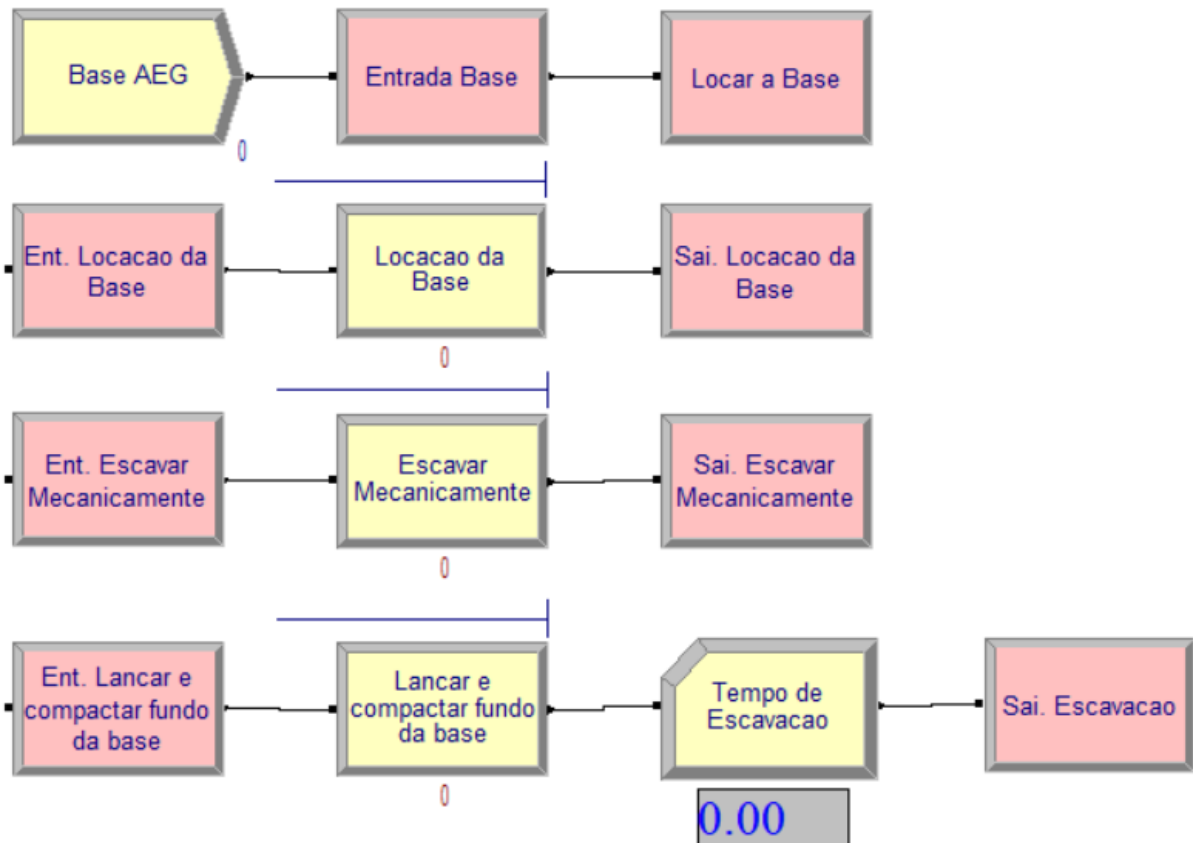 Base AEG
Entrada Base
Locar a Base
0
Ent. Locacao da
Base
Locacao da
Base
Sai. Locacao da
Base
0
Ent. Escavar
Mecanicamente
Escavar
Mecanicamente
Sai. Escavar
Mecanicamente
0
Ent. Lancar e
compactar fundo
da base
Lancar e
compactar fundo
da base
Tempo de
Escavacao
Sai. Escavacao
0
0.00